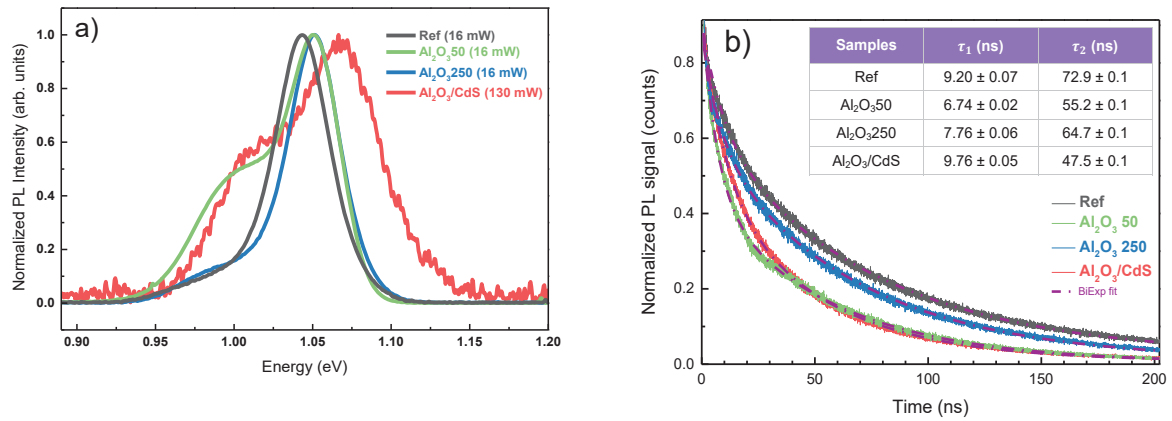 a)
Ref (16 mW)
Al₂O₃50 (16 mW)
Al₂O₃250 (16 mW)
Al₂O₃/CdS (130 mW)
Normalized PL Intensity (arb. units)
1.0
0.8
0.6
0.4
0.2
0.0
0.90 0.95 1.00 1.05 1.10 1.15 1.20
Energy (eV)
b)
Samples τ₁ (ns) τ₂ (ns)
Ref 9.20 ± 0.07 72.9 ± 0.1
Al₂O₃50 6.74 ± 0.02 55.2 ± 0.1
Al₂O₃250 7.76 ± 0.06 64.7 ± 0.1
Al₂O₃/CdS 9.76 ± 0.05 47.5 ± 0.1
Ref
Al₂O₃ 50
Al₂O₃ 250
Al₂O₃/CdS
BiExp fit
Normalized PL signal (counts)
0.8
0.6
0.4
0.2
0.0
0 50 100 150 200
Time (ns)